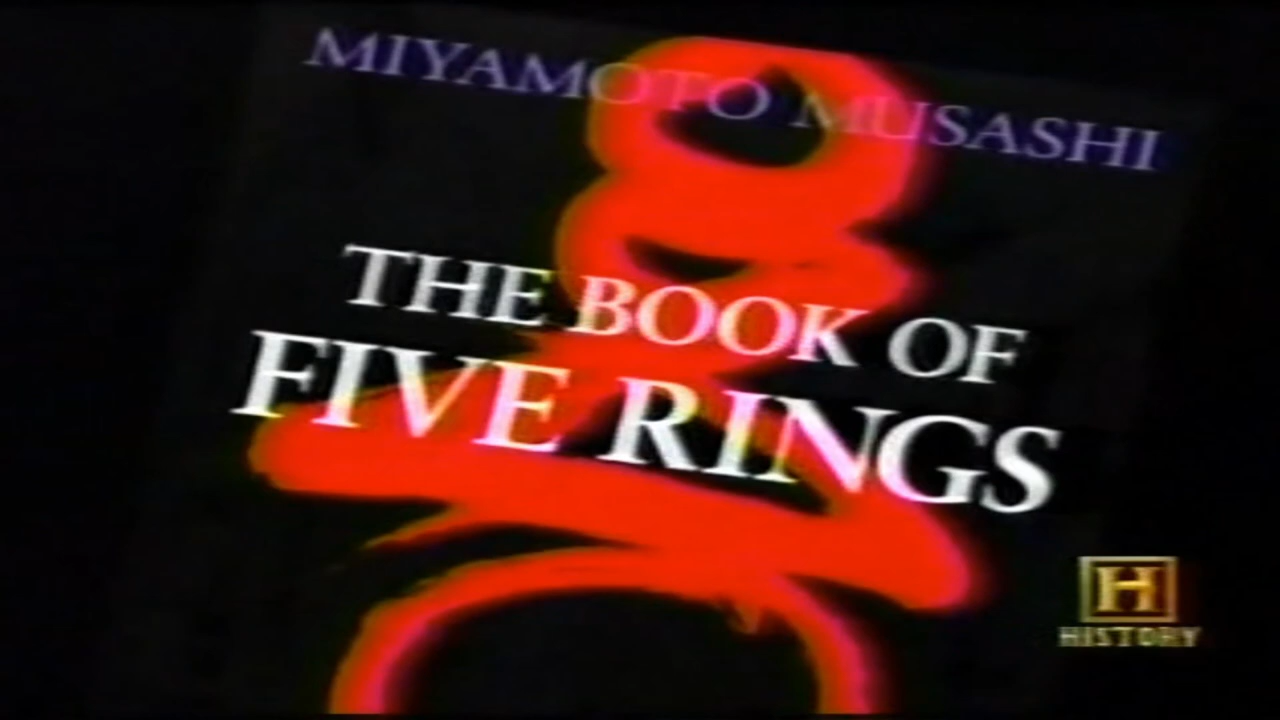 MIYAMOTO MUSASHI
THE BOOK OF
FIVE RINGS
H
HISTORY